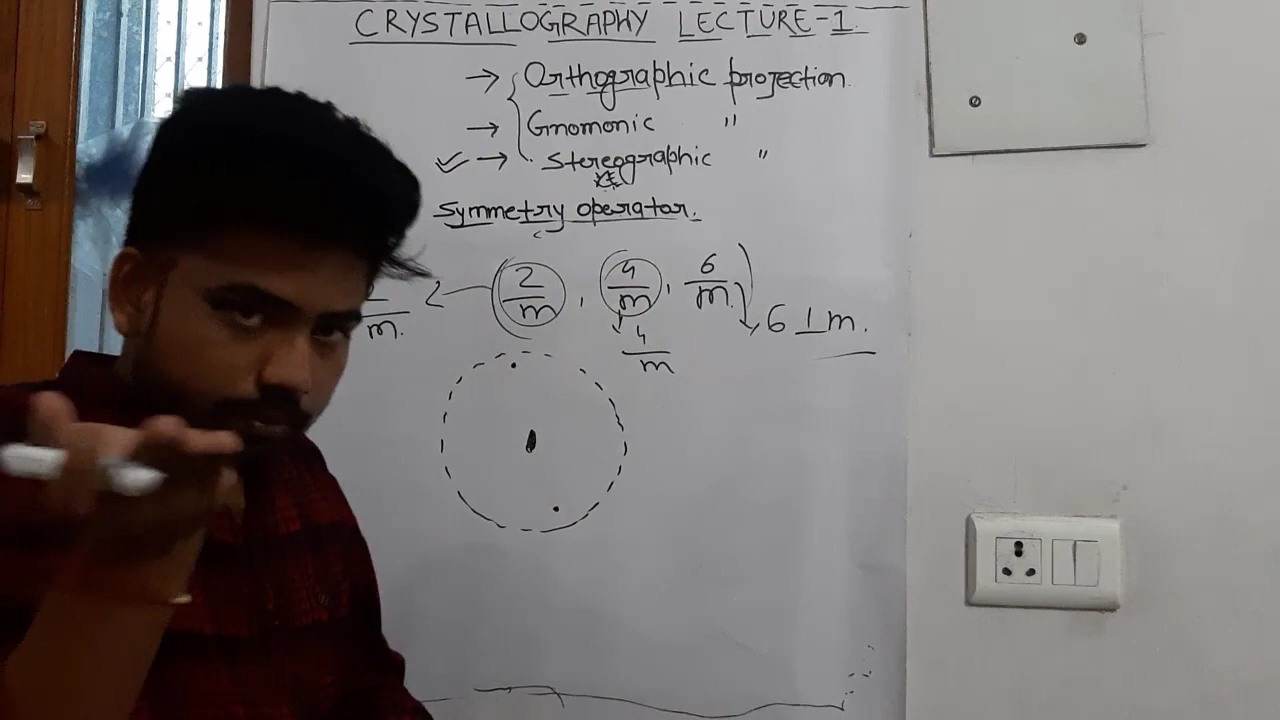 CRYSTALLOGRAPHY LECTURE-1.
→ Orthographic projection.
→ Gnomonic "
✓ → Stereographic "
Symmetry operator.
2/m, 4/m, 6/m
m.
4/m
6 ⊥ m.